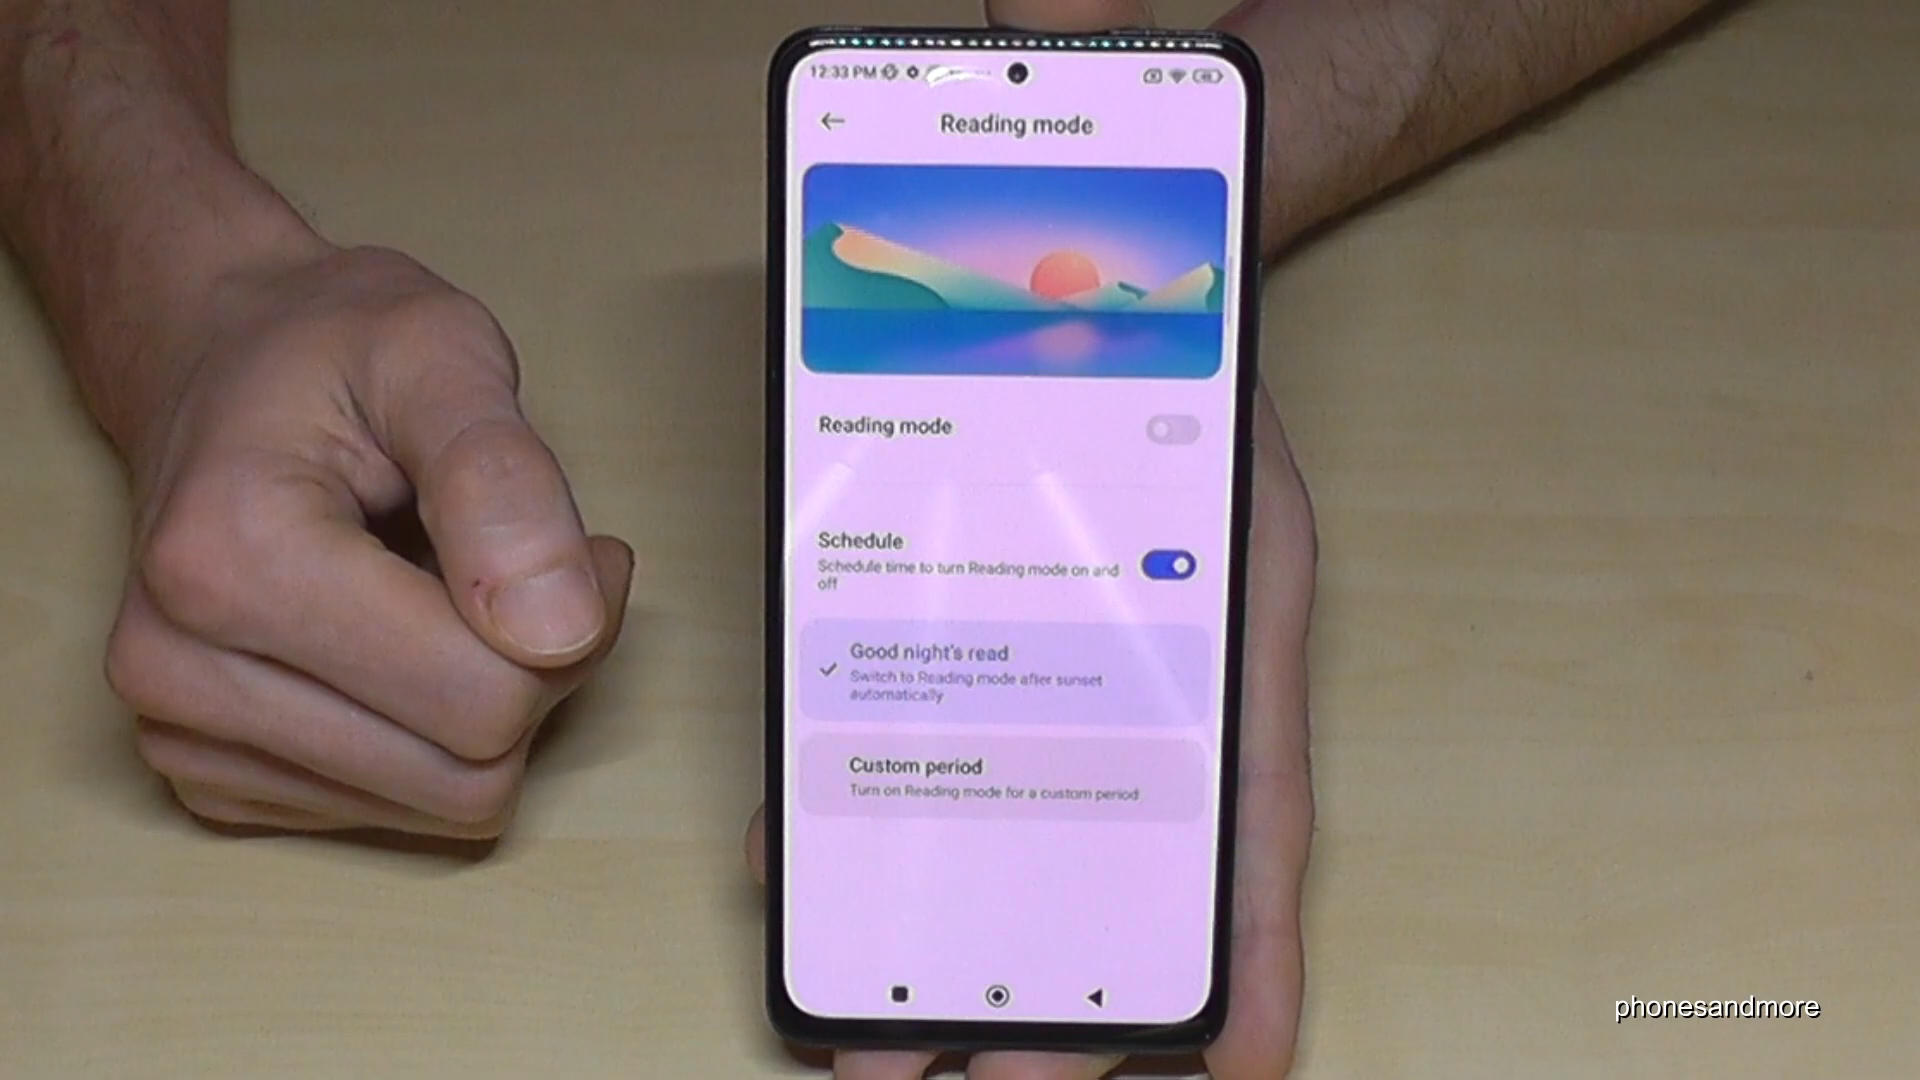 12:33 PM
Reading mode
Reading mode
Schedule
Schedule time to turn Reading mode on and
off
Good night's read
Switch to Reading mode after sunset
automatically
Custom period
Turn on Reading mode for a custom period
phonesandmore